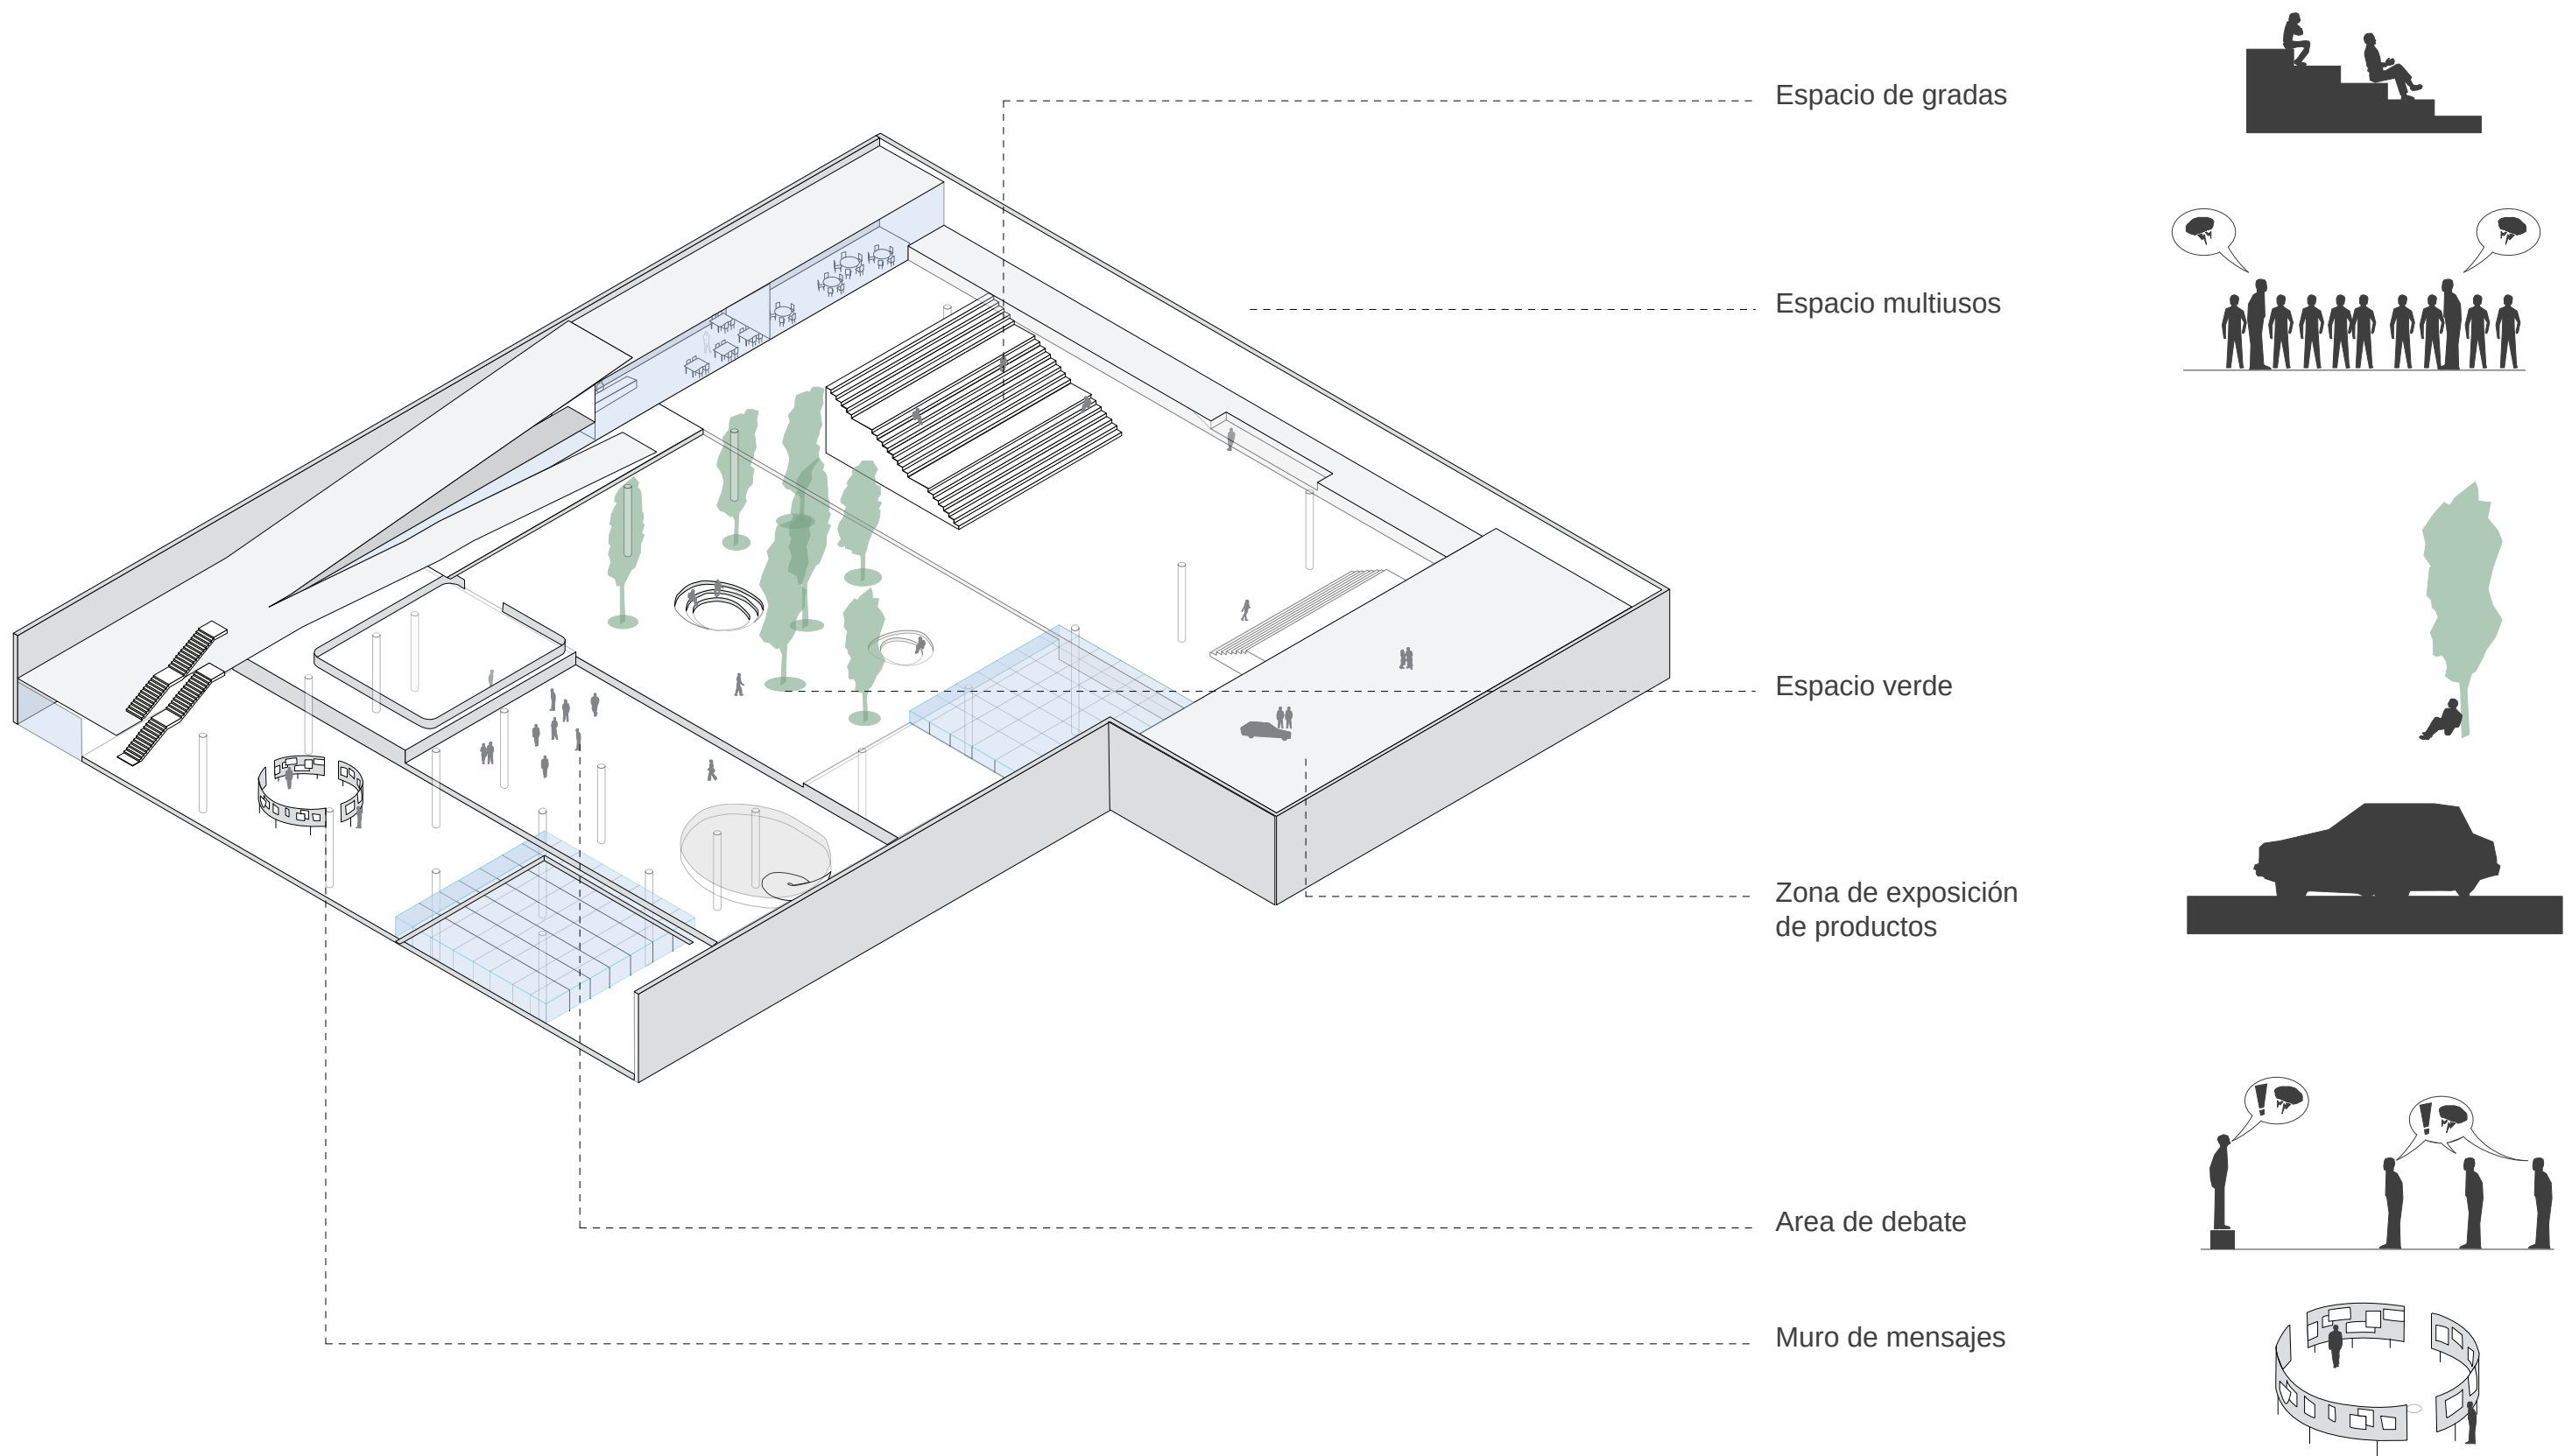 Espacio de gradas
Espacio multiusos
Espacio verde
Zona de exposición
de productos
Area de debate
Muro de mensajes